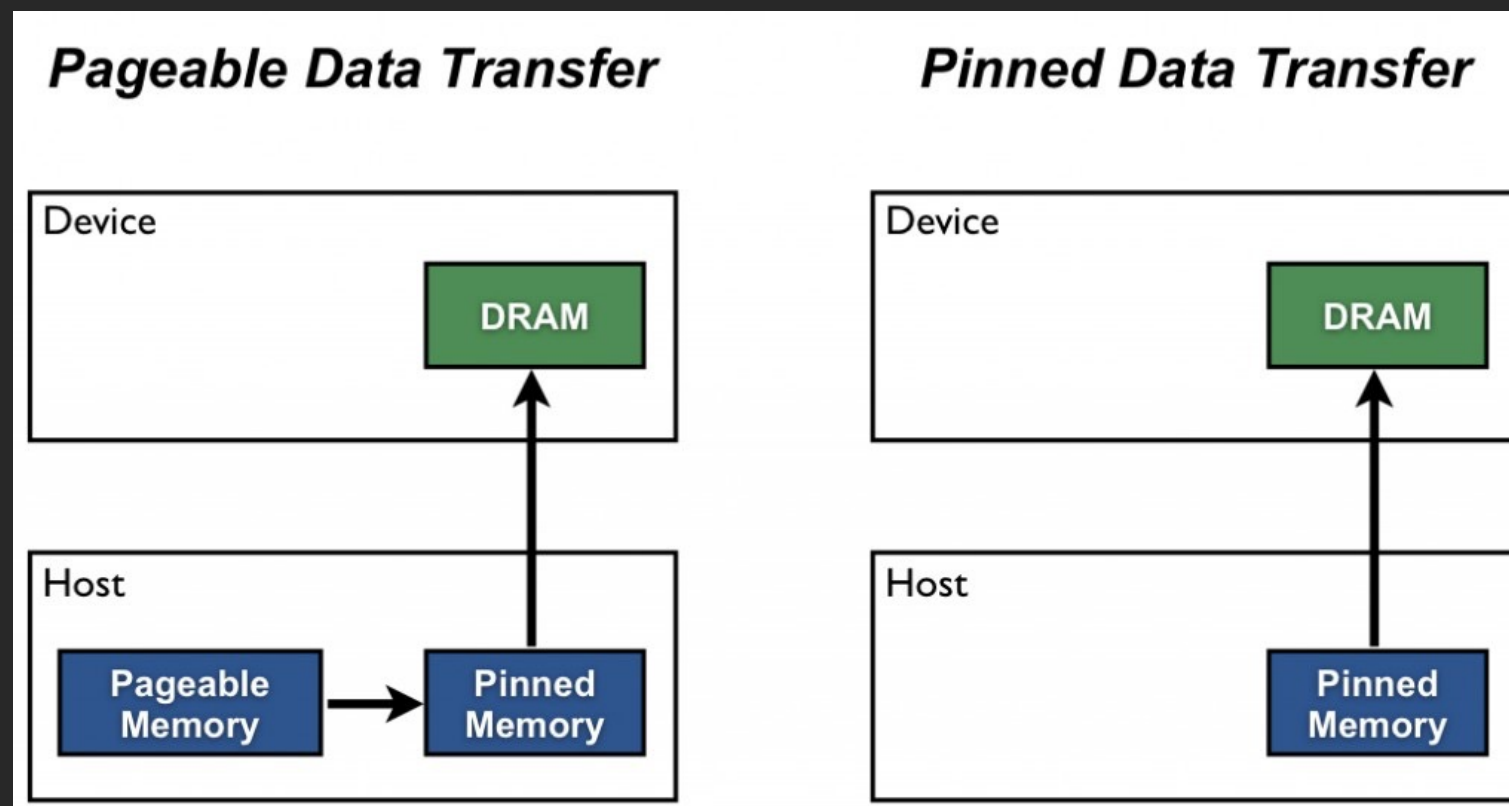 Pageable Data Transfer
Device
DRAM
Host
Pageable
Memory
Pinned
Memory
Pinned Data Transfer
Device
DRAM
Host
Pinned
Memory